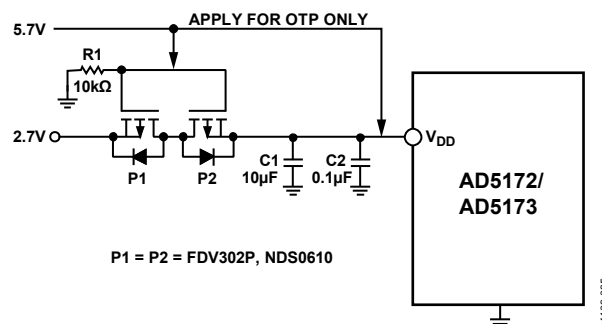 APPLY FOR OTP ONLY
5.7V
R1
10kΩ
2.7V
P1
P2
C1
10µF
C2
0.1µF
VDD
AD5172/
AD5173
P1 = P2 = FDV302P, NDS0610